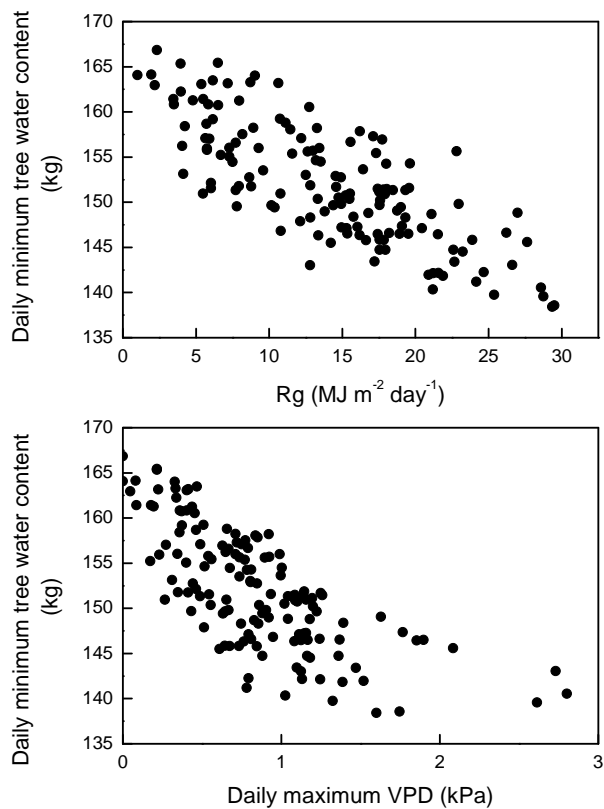 170
165
160
155
150
145
140
135
0 5 10 15 20 25 30
Daily minimum tree water content
(kg)
Rg (MJ m⁻² day⁻¹)
170
165
160
155
150
145
140
135
0 1 2 3
Daily minimum tree water content
(kg)
Daily maximum VPD (kPa)